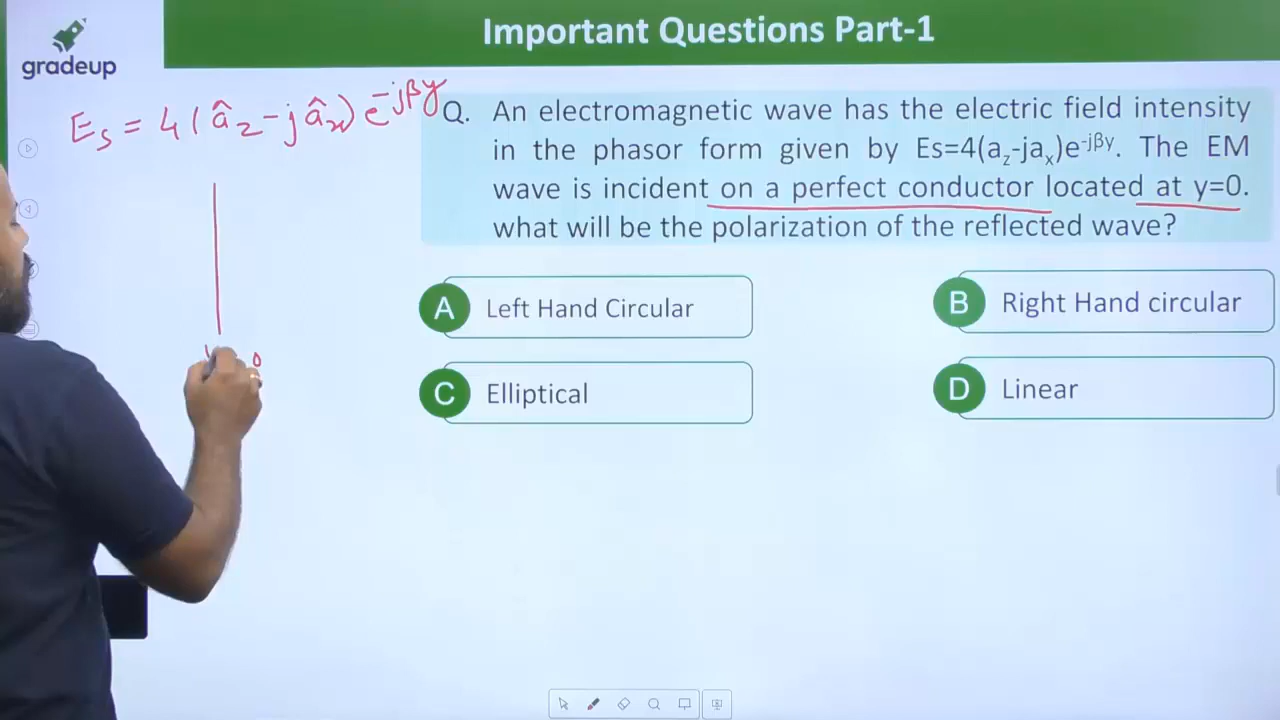 Important Questions Part-1
gradeup
E_s = 4(â_z - jâ_x)e^-jβy
Q. An electromagnetic wave has the electric field intensity
in the phasor form given by Es=4(a_z-ja_x)e^-jβy. The EM
wave is incident on a perfect conductor located at y=0.
what will be the polarization of the reflected wave?
A Left Hand Circular
B Right Hand circular
C Elliptical
D Linear
0